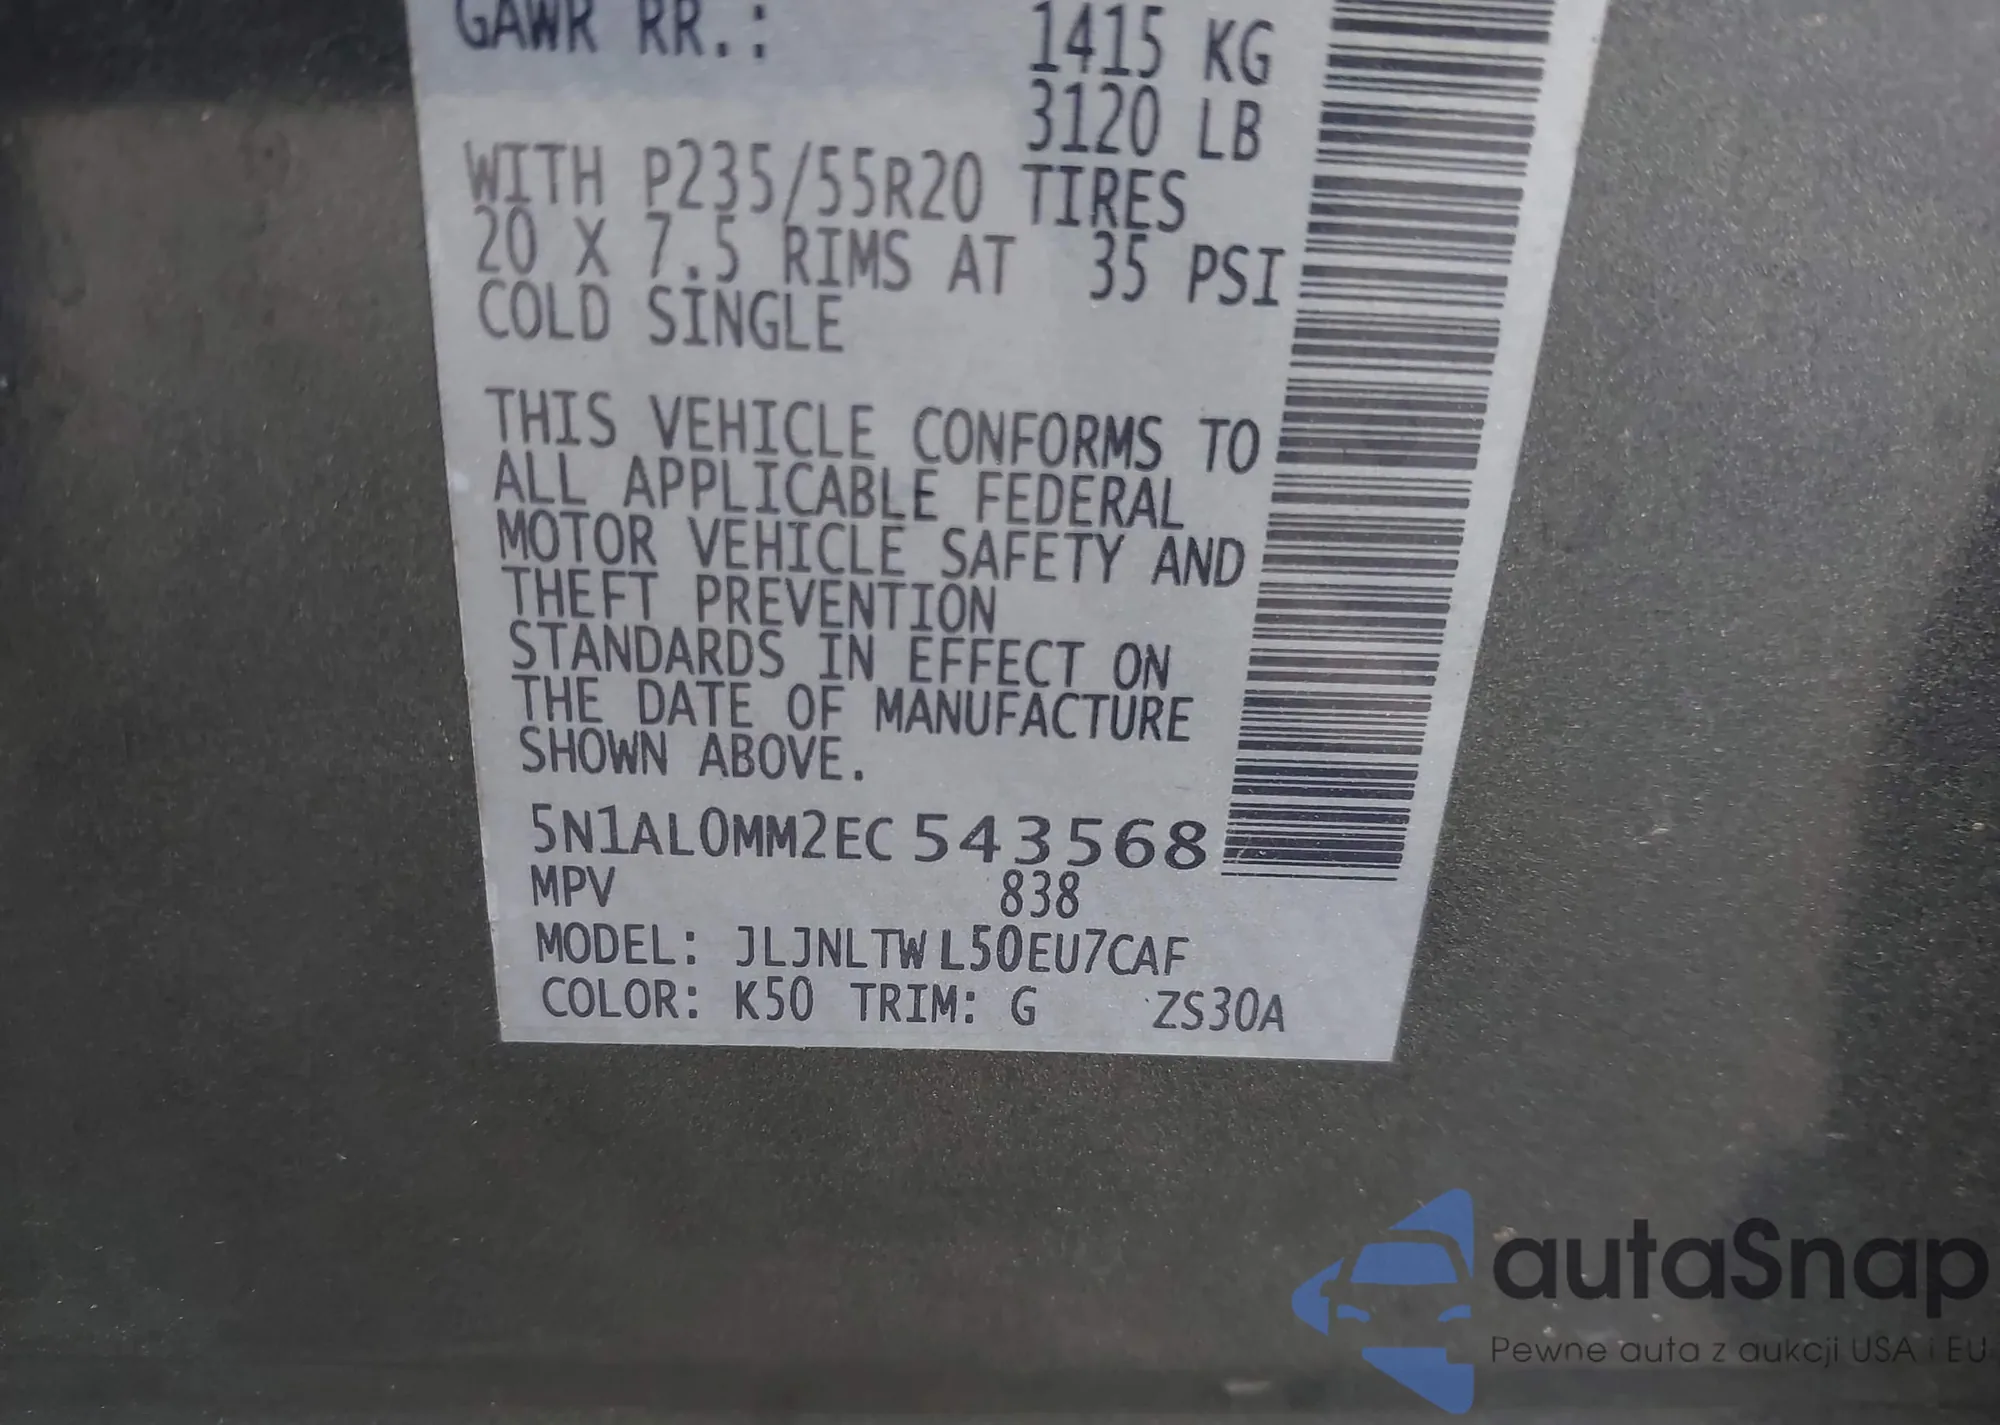 GAWR RR.: 1415 KG
3120 LB
WITH P235/55R20 TIRES
20 X 7.5 RIMS AT 35 PSI
COLD SINGLE
THIS VEHICLE CONFORMS TO
ALL APPLICABLE FEDERAL
MOTOR VEHICLE SAFETY AND
THEFT PREVENTION
STANDARDS IN EFFECT ON
THE DATE OF MANUFACTURE
SHOWN ABOVE.
5N1AL0MM2EC543568
MPV 838
MODEL: JLJNLTWL50EU7CAF
COLOR: K50 TRIM: G ZS30A
autaSnap
Pewne auta z aukcji USA i EU